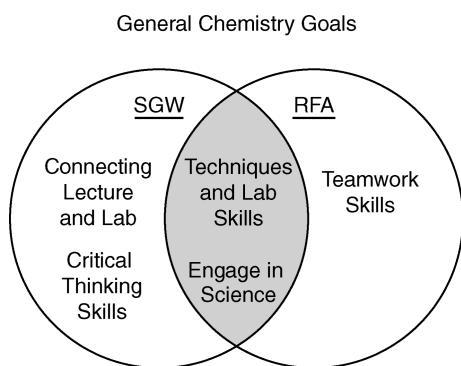 General Chemistry Goals
SGW
RFA
Connecting
Lecture
and Lab
Critical
Thinking
Skills
Techniques
and Lab
Skills
Engage in
Science
Teamwork
Skills